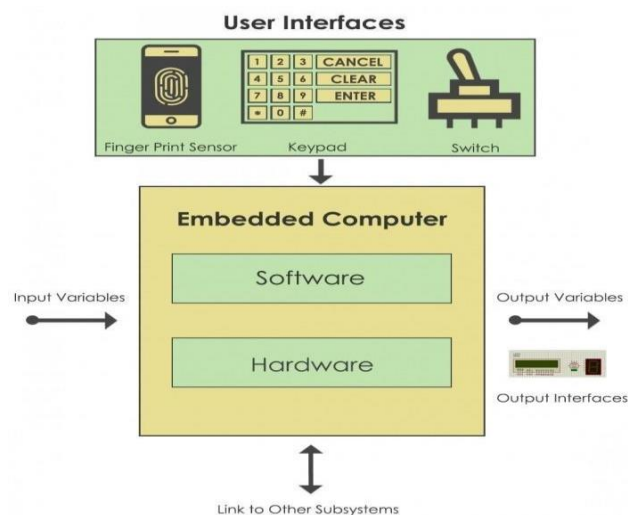 User Interfaces
1 2 3 CANCEL
4 5 6 CLEAR
7 8 9 ENTER
* 0 #
Finger Print Sensor Keypad Switch
Embedded Computer
Software
Input Variables
Output Variables
Hardware
Output Interfaces
Link to Other Subsystems